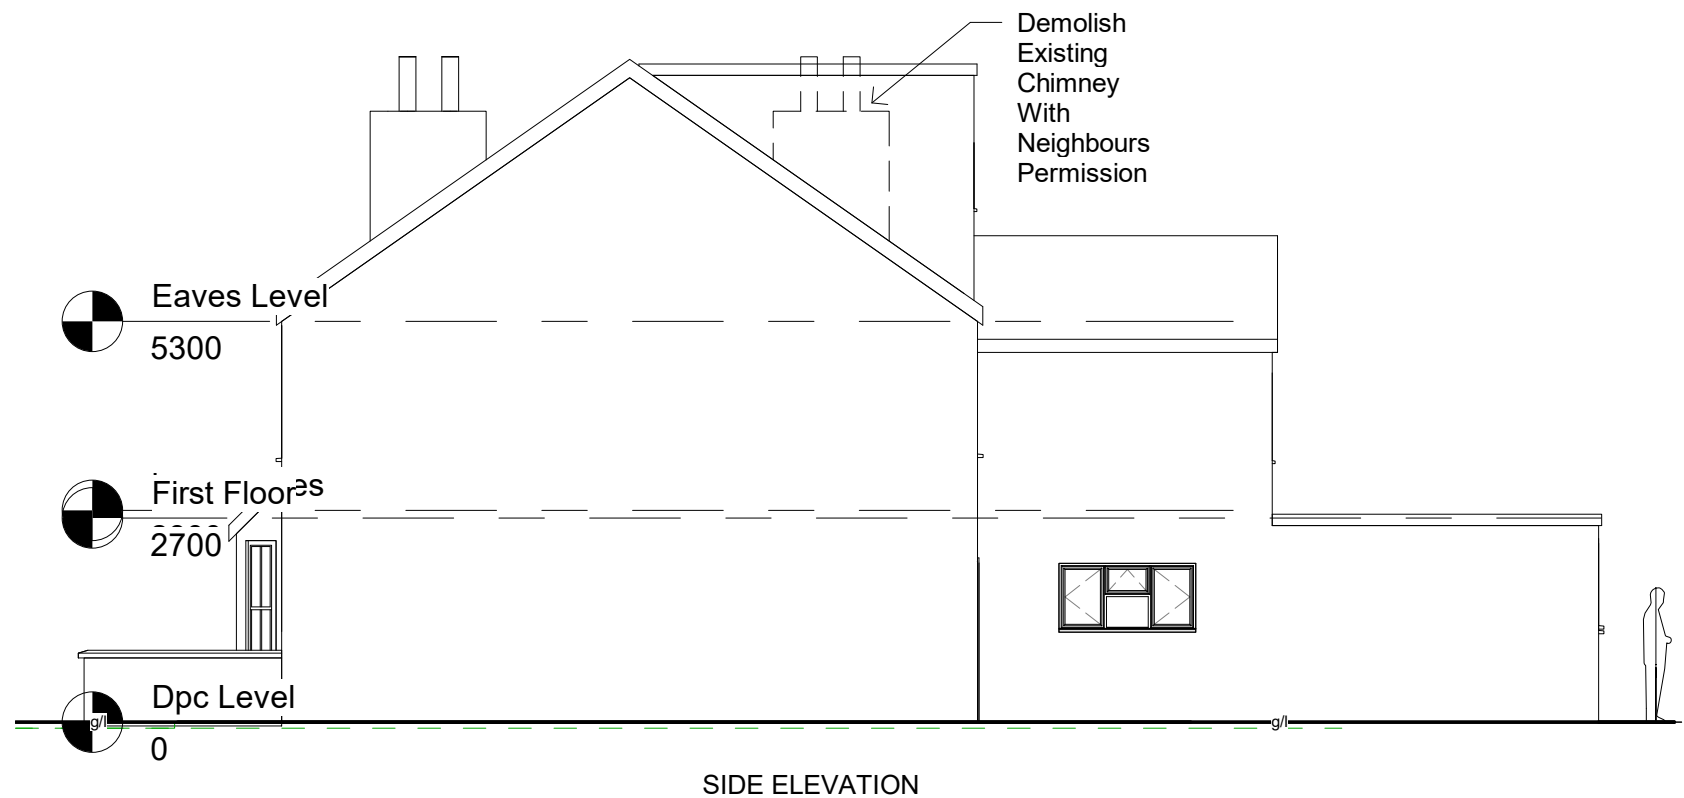 Demolish
Existing
Chimney
With
Neighbours
Permission
Eaves Level
5300
First Floor
2700
Dpc Level
0
g/l
g/l
SIDE ELEVATION